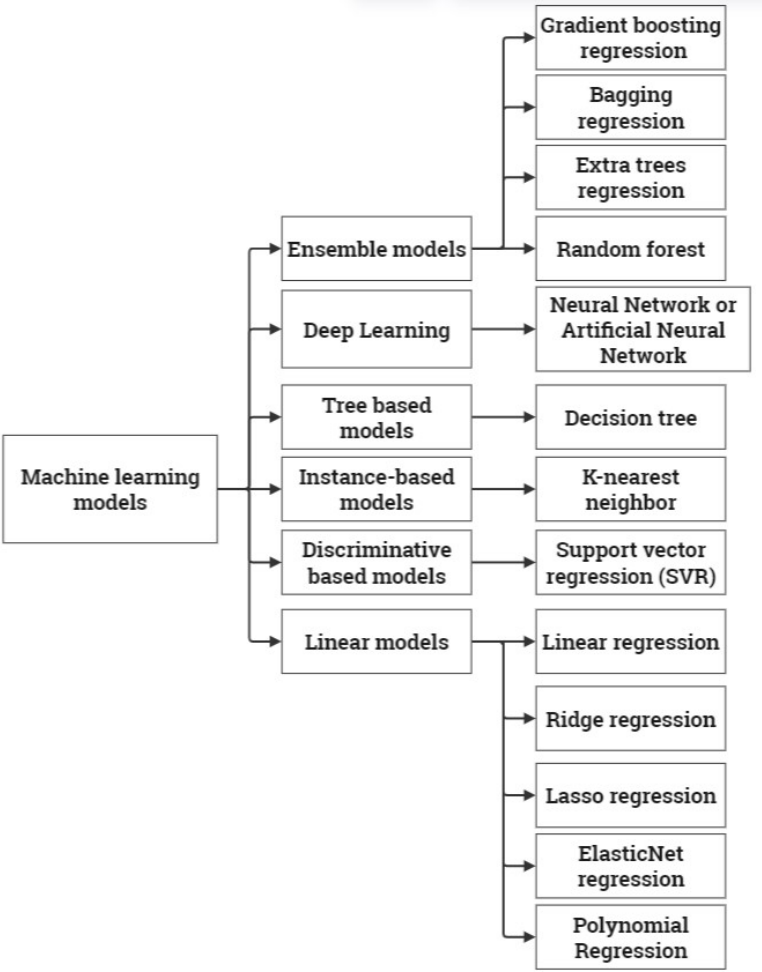 Gradient boosting
regression
Bagging
regression
Extra trees
regression
Ensemble models
Random forest
Deep Learning
Neural Network or
Artificial Neural
Network
Tree based
models
Decision tree
Machine learning
models
Instance-based
models
K-nearest
neighbor
Discriminative
based models
Support vector
regression (SVR)
Linear models
Linear regression
Ridge regression
Lasso regression
ElasticNet
regression
Polynomial
Regression